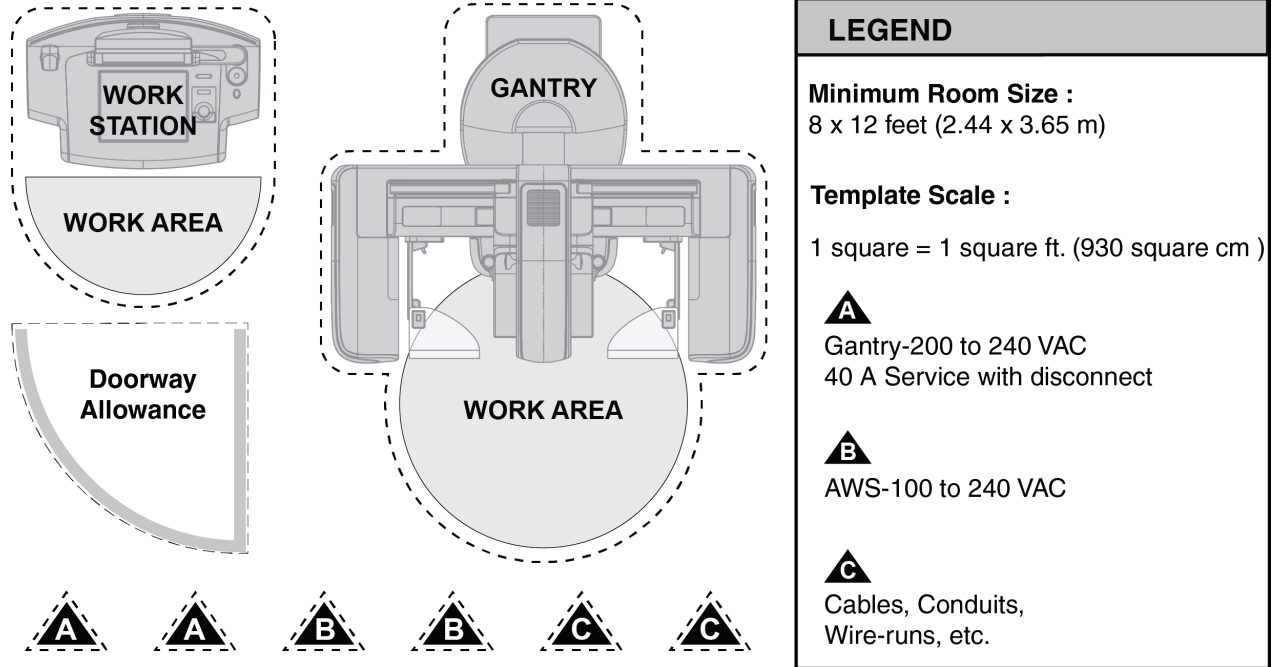 WORK
STATION
WORK AREA
GANTRY
WORK AREA
Doorway
Allowance
A A B B C C
LEGEND
Minimum Room Size :
8 x 12 feet (2.44 x 3.65 m)
Template Scale :
1 square = 1 square ft. (930 square cm )
A
Gantry-200 to 240 VAC
40 A Service with disconnect
B
AWS-100 to 240 VAC
C
Cables, Conduits,
Wire-runs, etc.